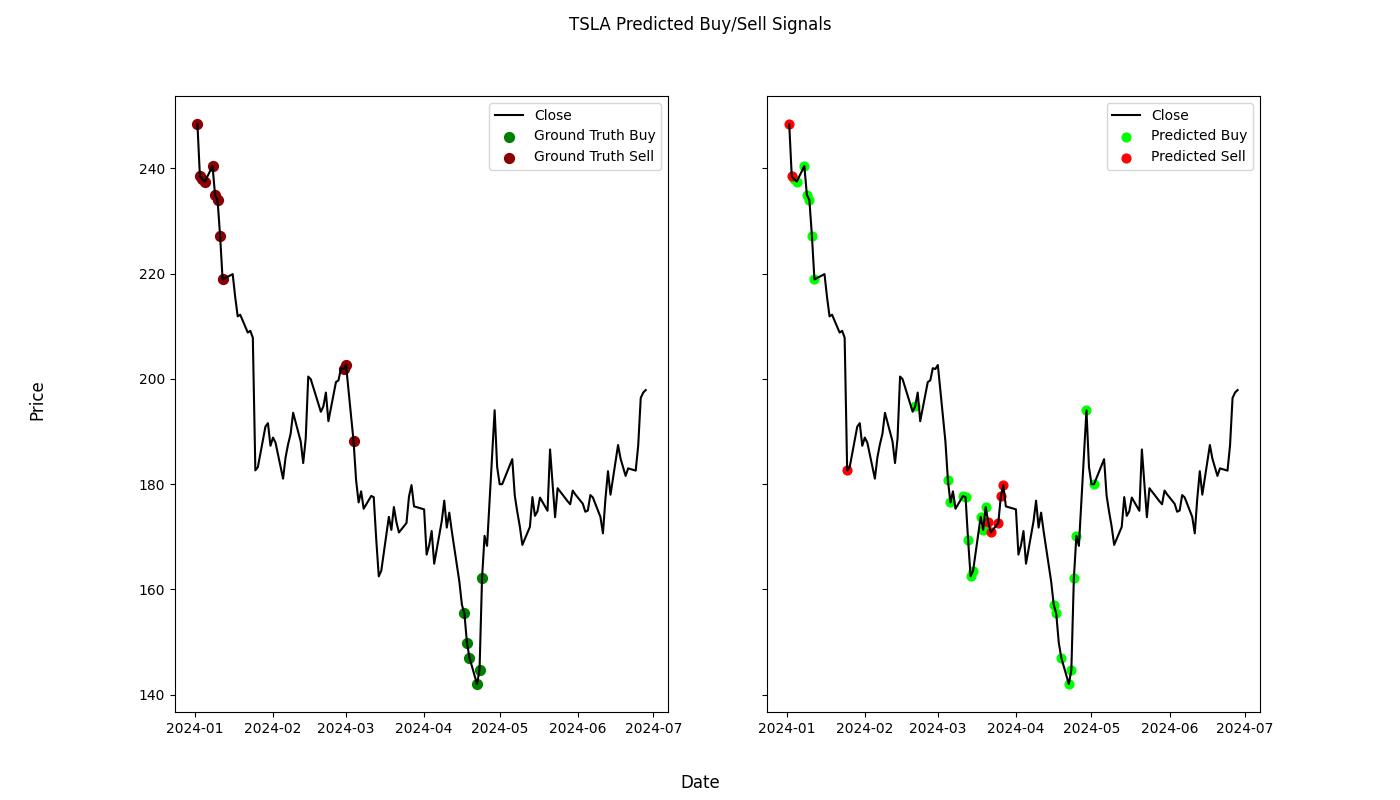 TSLA Predicted Buy/Sell Signals
Close
Ground Truth Buy
Ground Truth Sell
Close
Predicted Buy
Predicted Sell
240
220
200
180
160
140
Price
2024-01 2024-02 2024-03 2024-04 2024-05 2024-06 2024-07
2024-01 2024-02 2024-03 2024-04 2024-05 2024-06 2024-07
Date